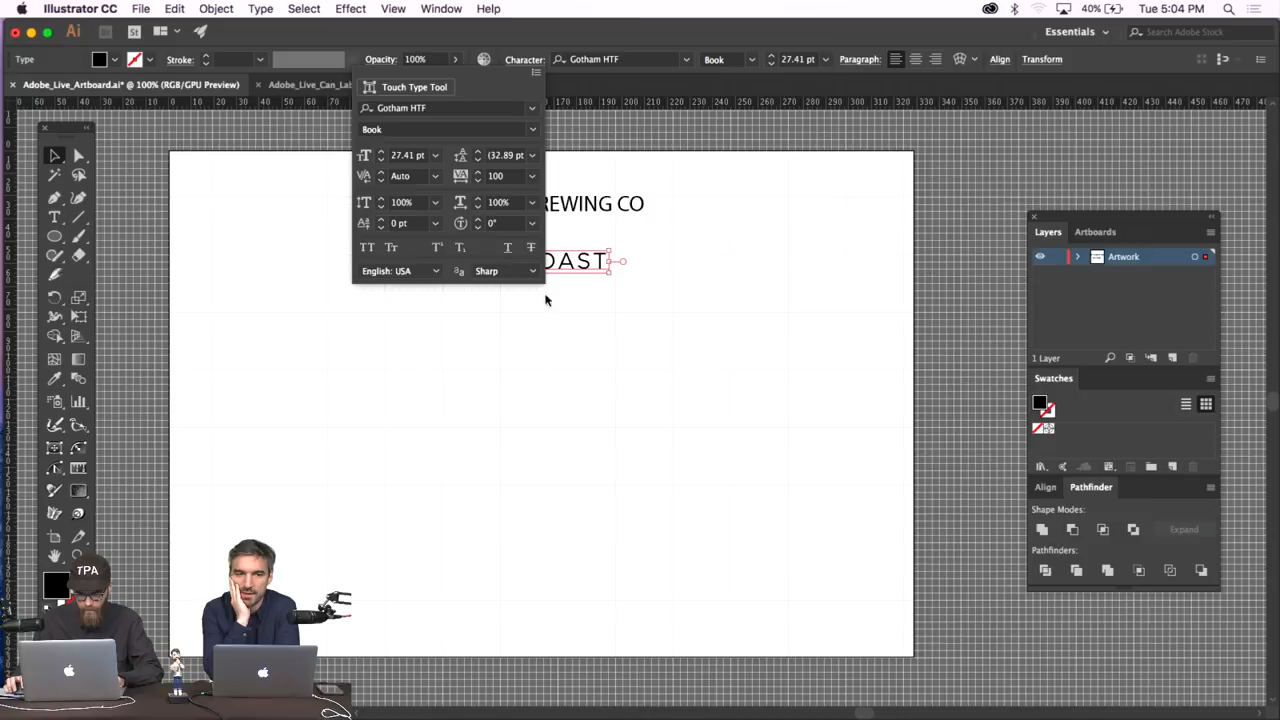 Illustrator CC File Edit Object Type Select Effect View Window Help 40% Tue 5:04 PM
Ai Br St Essentials Search Adobe Stock
Type Stroke: Opacity: 100% Character: Gotham HTF Book 27.41 pt Paragraph: Align Transform
Adobe_Live_Artboard.ai* @ 100% (RGB/GPU Preview) Adobe_Live_Can_Lab
Touch Type Tool
Gotham HTF
Book
27.41 pt (32.89 pt
Auto 100
100% 100%
0 pt 0°
English: USA Sharp
REWING CO
OAST
Layers Artboards
Artwork
1 Layer
Swatches
Align Pathfinder
Shape Modes:
Expand
Pathfinders:
TPA